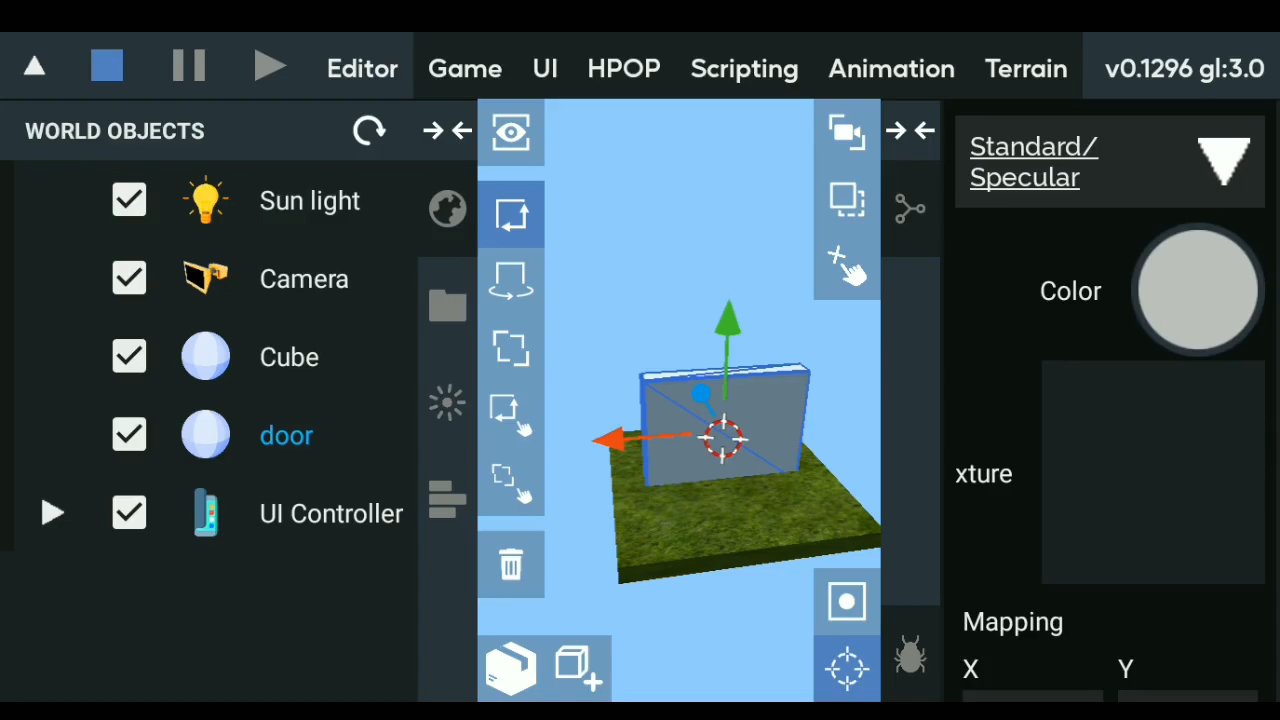 Editor Game UI HPOP Scripting Animation Terrain v0.1296 gl:3.0
WORLD OBJECTS
Sun light
Camera
Cube
door
UI Controller
Standard/
Specular
Color
xture
Mapping
X Y